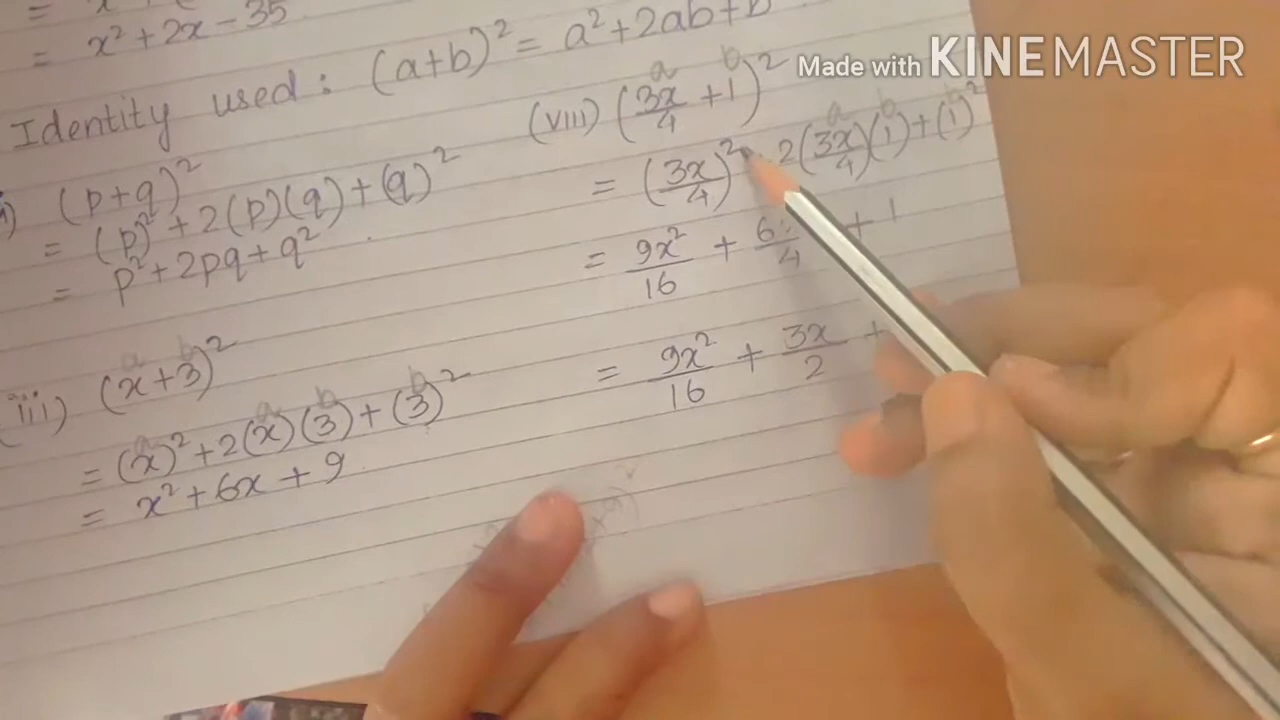 = x² + 2x - 35
Identity used : (a+b)² = a² + 2ab + b
(p+q)²
= (p)² + 2(p)(q) + (q)²
= p² + 2pq + q²
a b
(iii) (x+3)²
a a b b
= (x)² + 2(x)(3) + (3)²
= x² + 6x + 9
a b
(viii) (3x/4 + 1)²
a b b
= (3x/4)² 2(3x/4)(1) + (1)²
= 9x²/16 + 6 /4 + 1
= 9x²/16 + 3x/2 +
Made with KINEMASTER